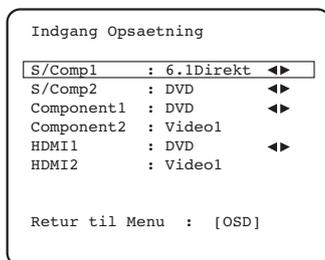 Indgang Opsaetning
S/Comp1 : 6.1Direkt ◄►
S/Comp2 : DVD ◄►
Component1 : DVD ◄►
Component2 : Video1
HDMI1 : DVD ◄►
HDMI2 : Video1
Retur til Menu : [OSD]